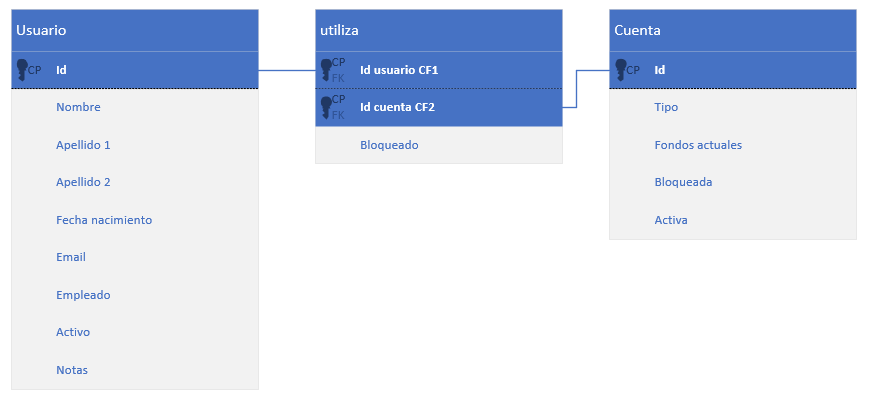 Usuario
CP Id
Nombre
Apellido 1
Apellido 2
Fecha nacimiento
Email
Empleado
Activo
Notas
utiliza
CP
FK Id usuario CF1
CP
FK Id cuenta CF2
Bloqueado
Cuenta
CP Id
Tipo
Fondos actuales
Bloqueada
Activa